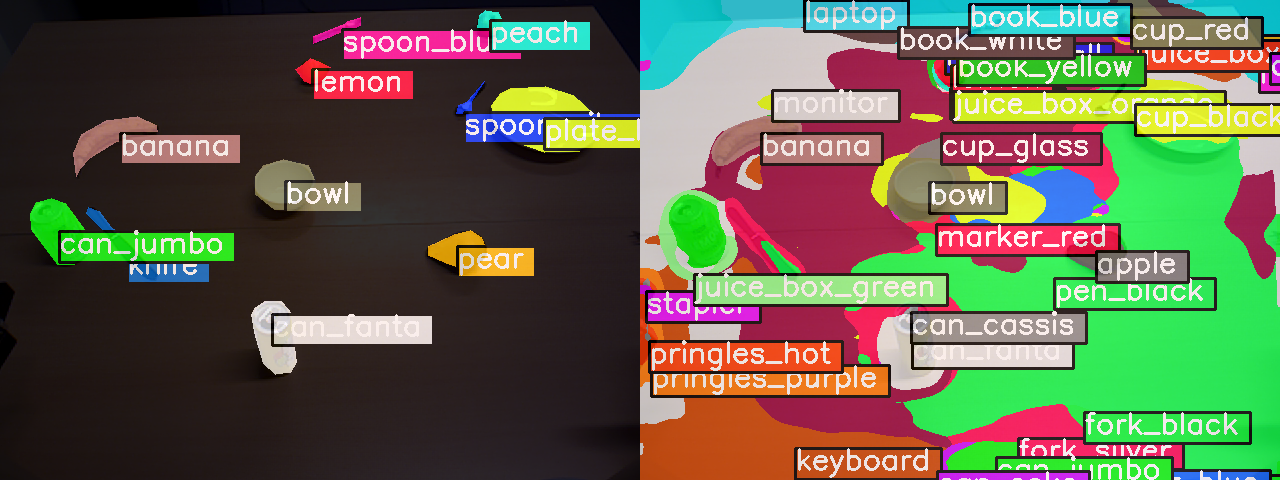 spoon_blu
peach
lemon
spoon
plate_
banana
bowl
can_jumbo
knife
pear
can_fanta
laptop
book_blue
cup_red
book_white
juice_box
book_yellow
monitor
juice_box_orange
cup_black
banana
cup_glass
bowl
marker_red
apple
juice_box_green
pen_black
stapler
can_cassis
can_fanta
pringles_hot
pringles_purple
fork_black
fork_silver
keyboard
can_jumbo